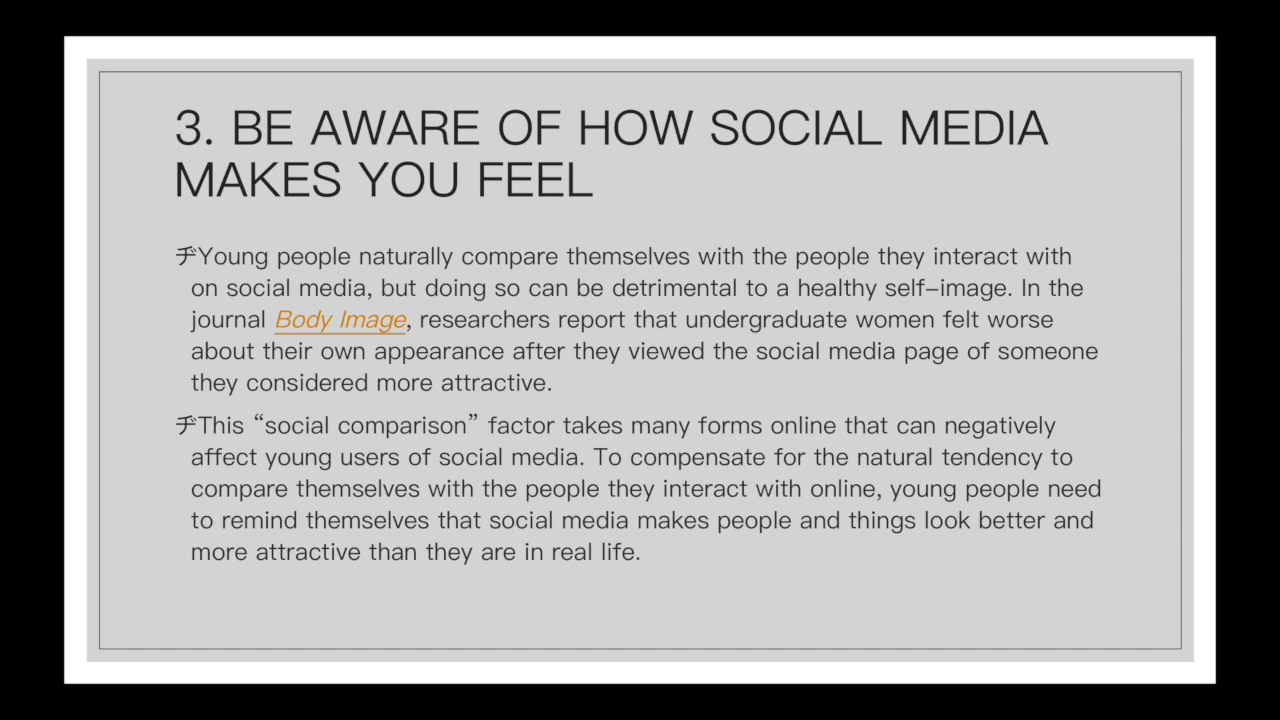 3. BE AWARE OF HOW SOCIAL MEDIA
MAKES YOU FEEL
ヂYoung people naturally compare themselves with the people they interact with
on social media, but doing so can be detrimental to a healthy self–image. In the
journal Body Image, researchers report that undergraduate women felt worse
about their own appearance after they viewed the social media page of someone
they considered more attractive.
ヂThis “social comparison” factor takes many forms online that can negatively
affect young users of social media. To compensate for the natural tendency to
compare themselves with the people they interact with online, young people need
to remind themselves that social media makes people and things look better and
more attractive than they are in real life.